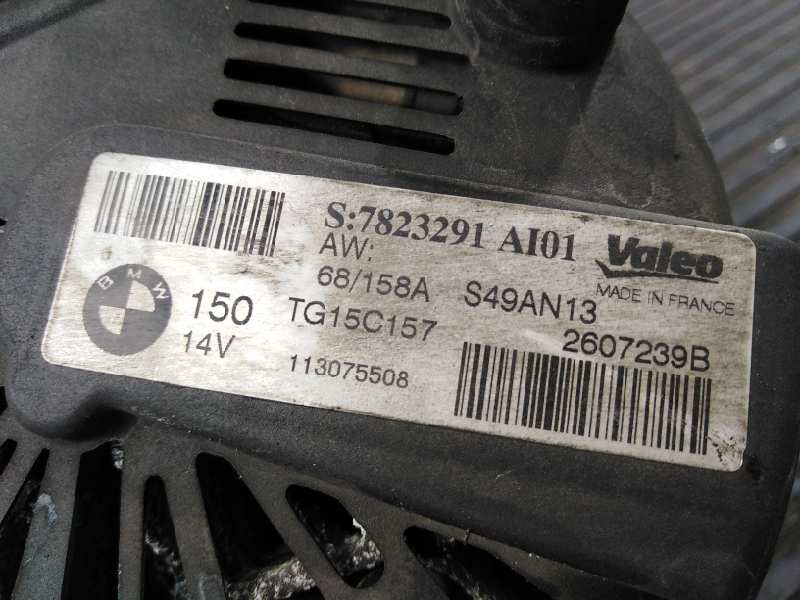 S:7823291 AI01
AW:
68/158A
TG15C157
113075508
BMW
150
14V
Valeo
MADE IN FRANCE
S49AN13
2607239B